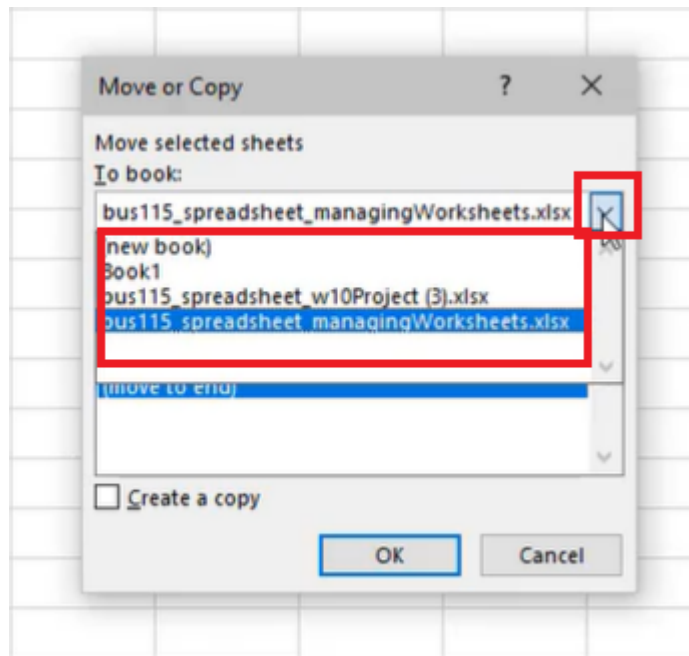 Move or Copy ?
Move selected sheets
To book:
bus115_spreadsheet_managingWorksheets.xlsx
(new book)
Book1
bus115_spreadsheet_w10Project (3).xlsx
bus115_spreadsheet_managingWorksheets.xlsx
(move to end)
Create a copy
OK Cancel